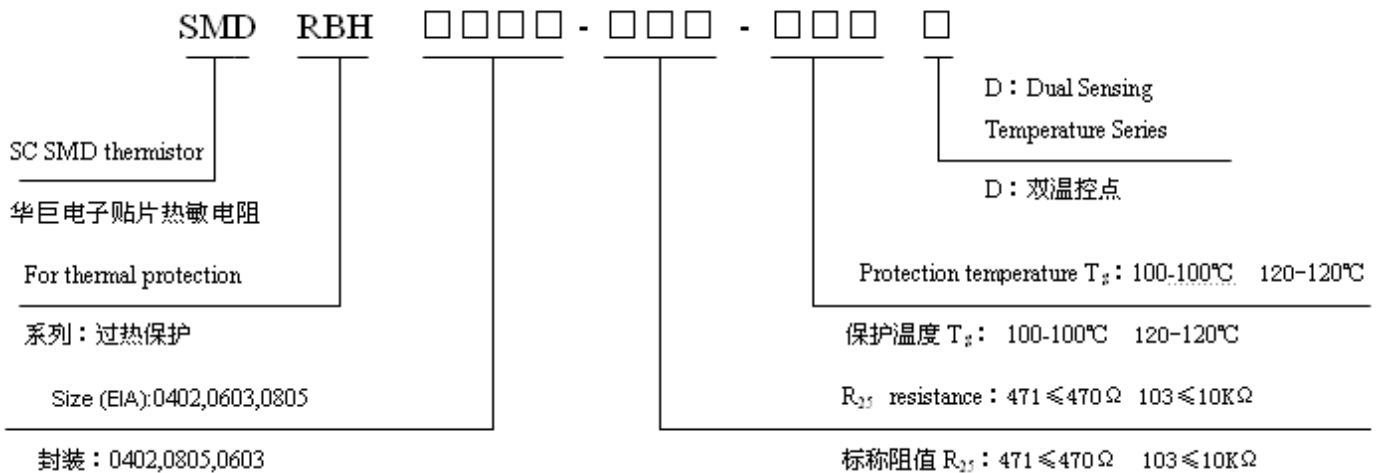 SMD RBH □□□□ - □□□ - □□□ □
D：Dual Sensing
Temperature Series
SC SMD thermistor
D：双温控点
华巨电子贴片热敏电阻
For thermal protection
Protection temperature Tg：100-100℃ 120-120℃
系列：过热保护
保护温度 Tg： 100-100℃ 120-120℃
Size (EIA):0402,0603,0805
R25 resistance：471≤470Ω 103≤10KΩ
封装：0402,0805,0603
标称阻值 R25：471≤470Ω 103≤10KΩ